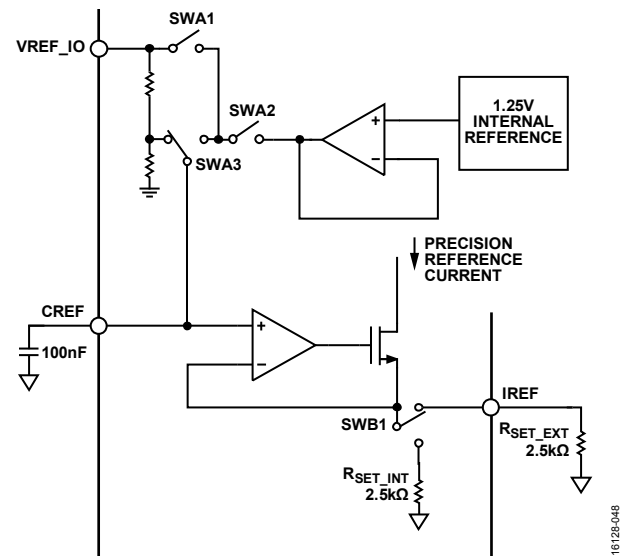 SWA1
VREF_IO
SWA2
+
−
1.25V
INTERNAL
REFERENCE
SWA3
PRECISION
REFERENCE
CURRENT
CREF
+
−
100nF
IREF
SWB1
RSET_EXT
2.5kΩ
RSET_INT
2.5kΩ
16128-048